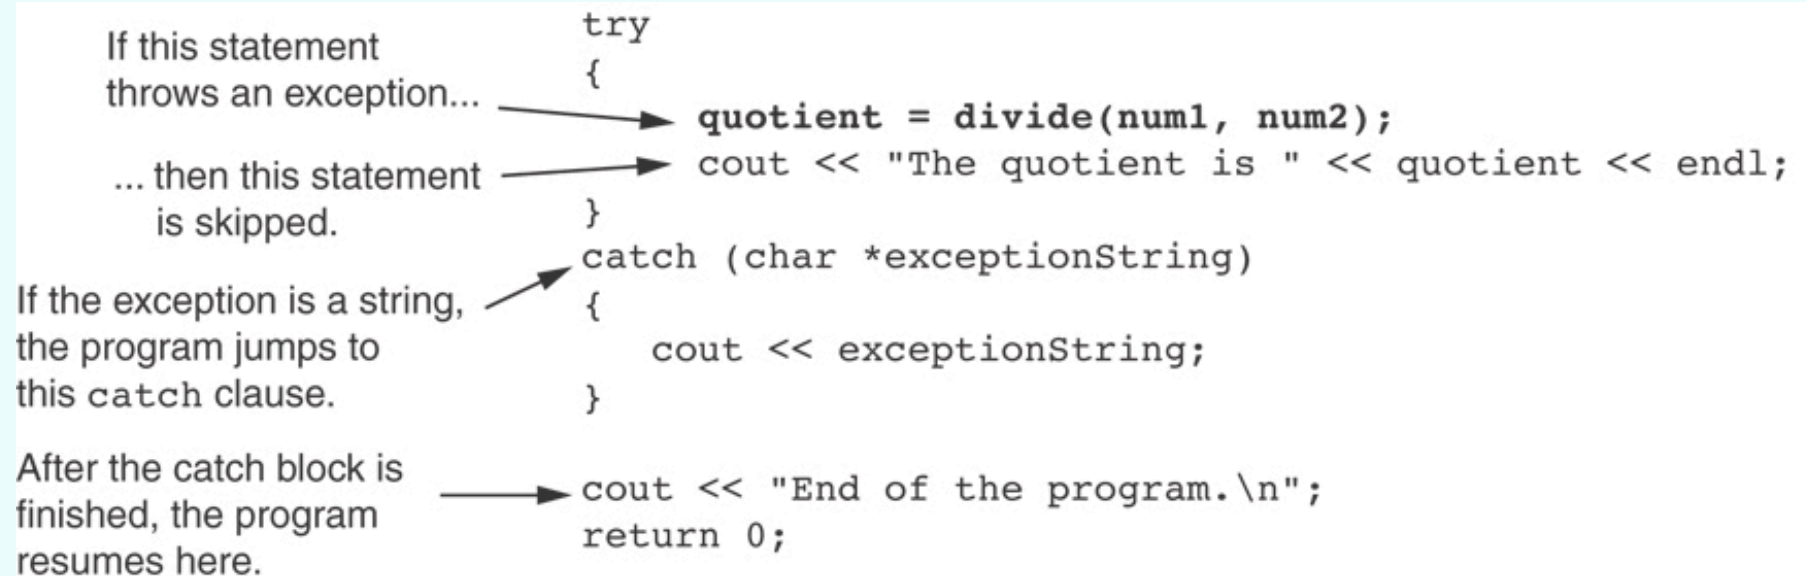 try
If this statement
throws an exception...
{
quotient = divide(num1, num2);
... then this statement
is skipped.
cout << "The quotient is " << quotient << endl;
}
If the exception is a string,
the program jumps to
this catch clause.
catch (char *exceptionString)
{
cout << exceptionString;
}
After the catch block is
finished, the program
resumes here.
cout << "End of the program.\n";
return 0;